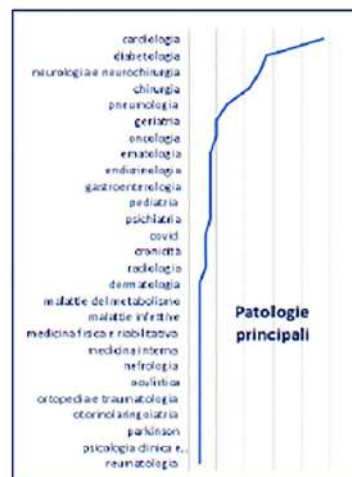 cardiologia
diabetologia
neurologia e neurochirurgia
chirurgia
pneumologia
geriatria
oncologia
ematologia
endocrinologia
gastroenterologia
pediatria
psichiatria
covid
cronicità
radiologia
dermatologia
malattie del metabolismo
malattie infettive
medicina fisica e riabilitativa
medicina interna
nefrologia
oculistica
ortopedia e traumatologia
otorinolaringoiatria
parkinson
psicologia clinica e..
reumatologia
Patologie
principali